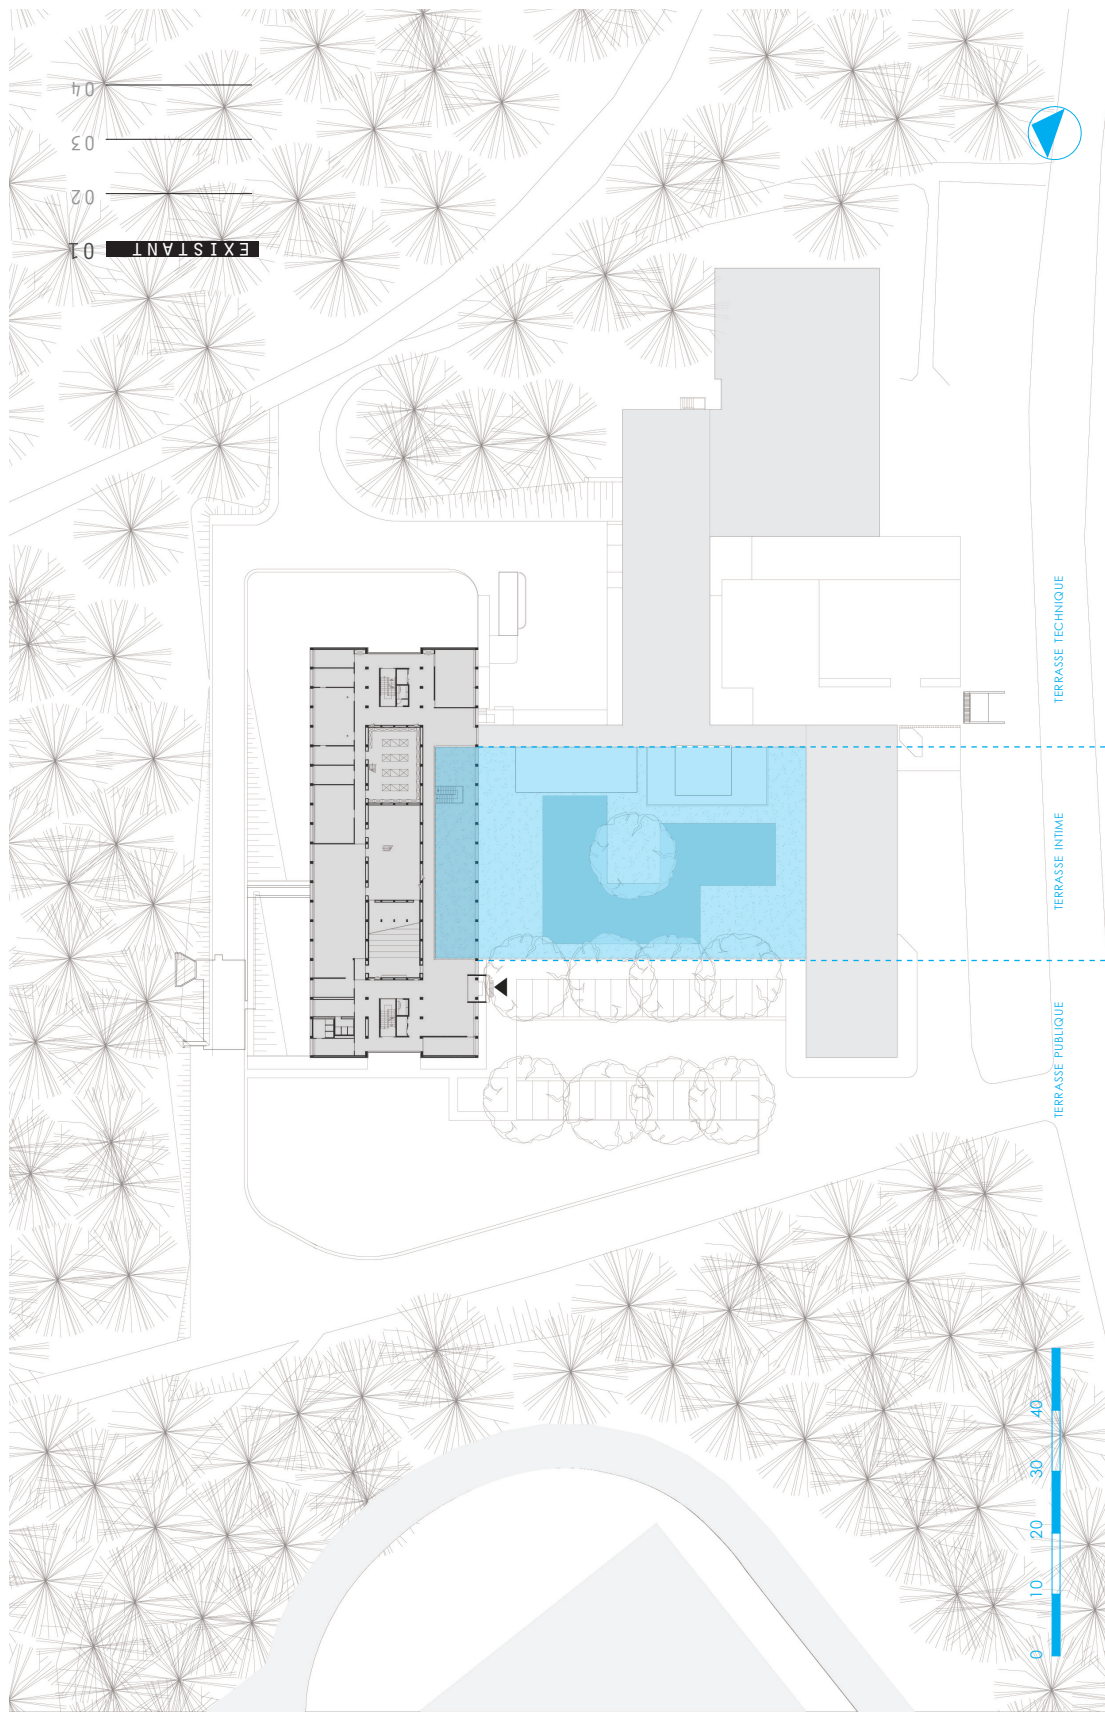 04
03
02
01 EXISTANT
TERRASSE TECHNIQUE
TERRASSE INTIME
TERRASSE PUBLIQUE
0 10 20 30 40